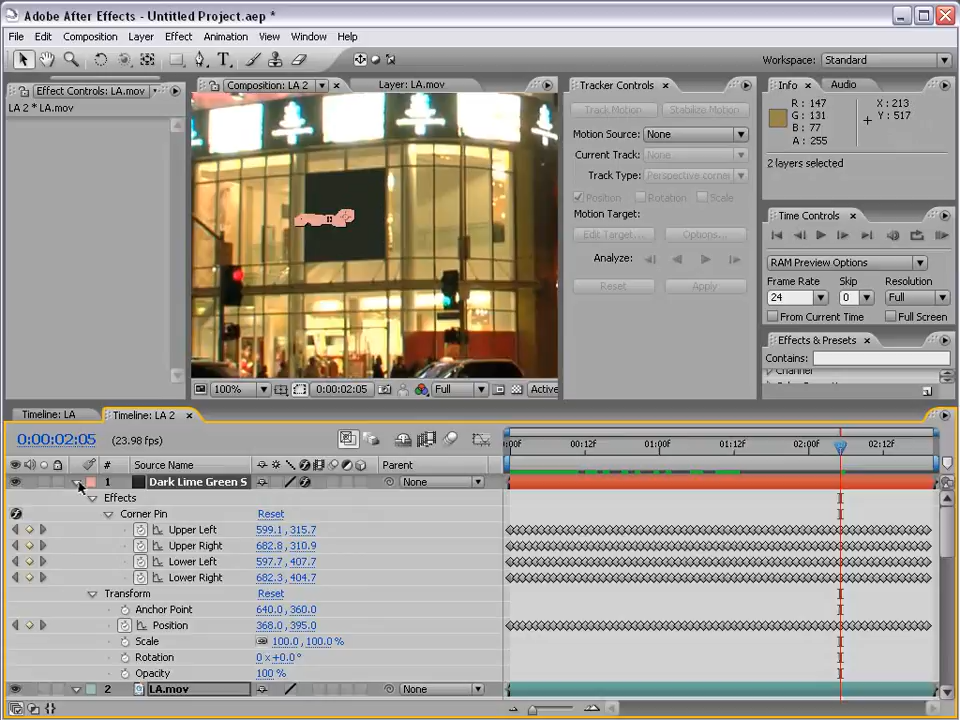 Adobe After Effects - Untitled Project.aep *
File Edit Composition Layer Effect Animation View Window Help
Workspace: Standard
Effect Controls: LA.mov
LA 2 * LA.mov
Composition: LA 2
Layer: LA.mov
100%
0:00:02:05
Full
Active
Tracker Controls
Track Motion Stabilize Motion
Motion Source: None
Current Track: None
Track Type: Perspective corner
Position Rotation Scale
Motion Target:
Edit Target... Options...
Analyze:
Reset Apply
Info Audio
R: 147 X: 213
G: 131 Y: 517
B: 77
A: 255
2 layers selected
Time Controls
RAM Preview Options
Frame Rate Skip Resolution
24 0 Full
From Current Time Full Screen
Effects & Presets
Contains:
Channel
Timeline: LA Timeline: LA 2
0:00:02:05 (23.98 fps)
# Source Name Parent
:00F 00:12F 01:00F 01:12F 02:00F 02:12F
1 Dark Lime Green S None
Effects
Corner Pin Reset
Upper Left 599.1, 315.7
Upper Right 682.8, 310.9
Lower Left 597.7, 407.7
Lower Right 682.3, 404.7
Transform Reset
Anchor Point 640.0, 360.0
Position 368.0, 395.0
Scale 100.0, 100.0 %
Rotation 0 x +0.0 °
Opacity 100 %
2 LA.mov None